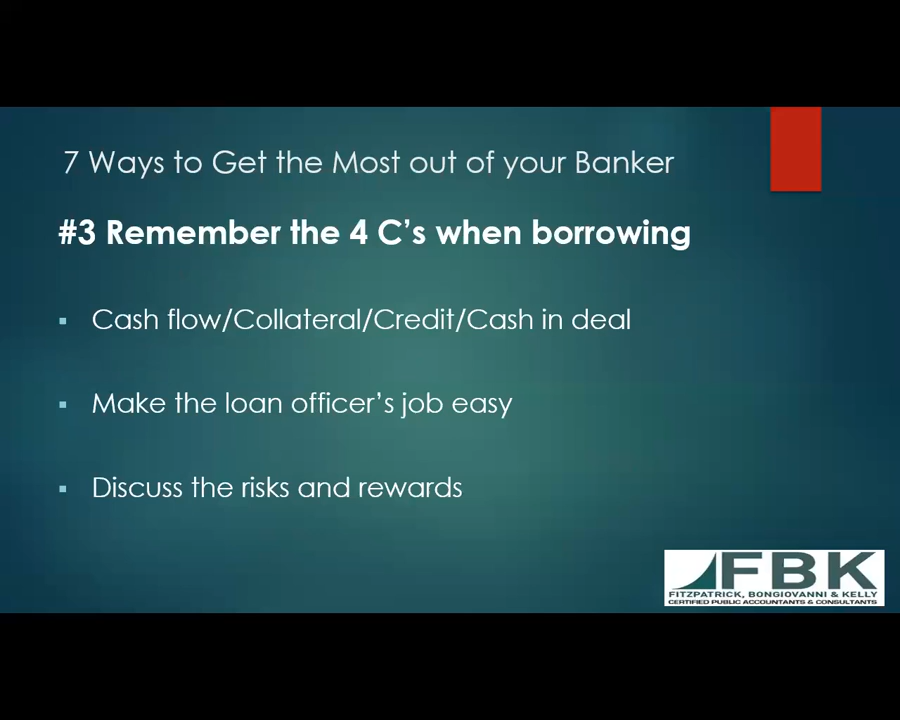 7 Ways to Get the Most out of your Banker
#3 Remember the 4 C's when borrowing
▪ Cash flow/Collateral/Credit/Cash in deal
▪ Make the loan officer's job easy
▪ Discuss the risks and rewards
FBK
FITZPATRICK, BONGIOVANNI & KELLY
CERTIFIED PUBLIC ACCOUNTANTS & CONSULTANTS